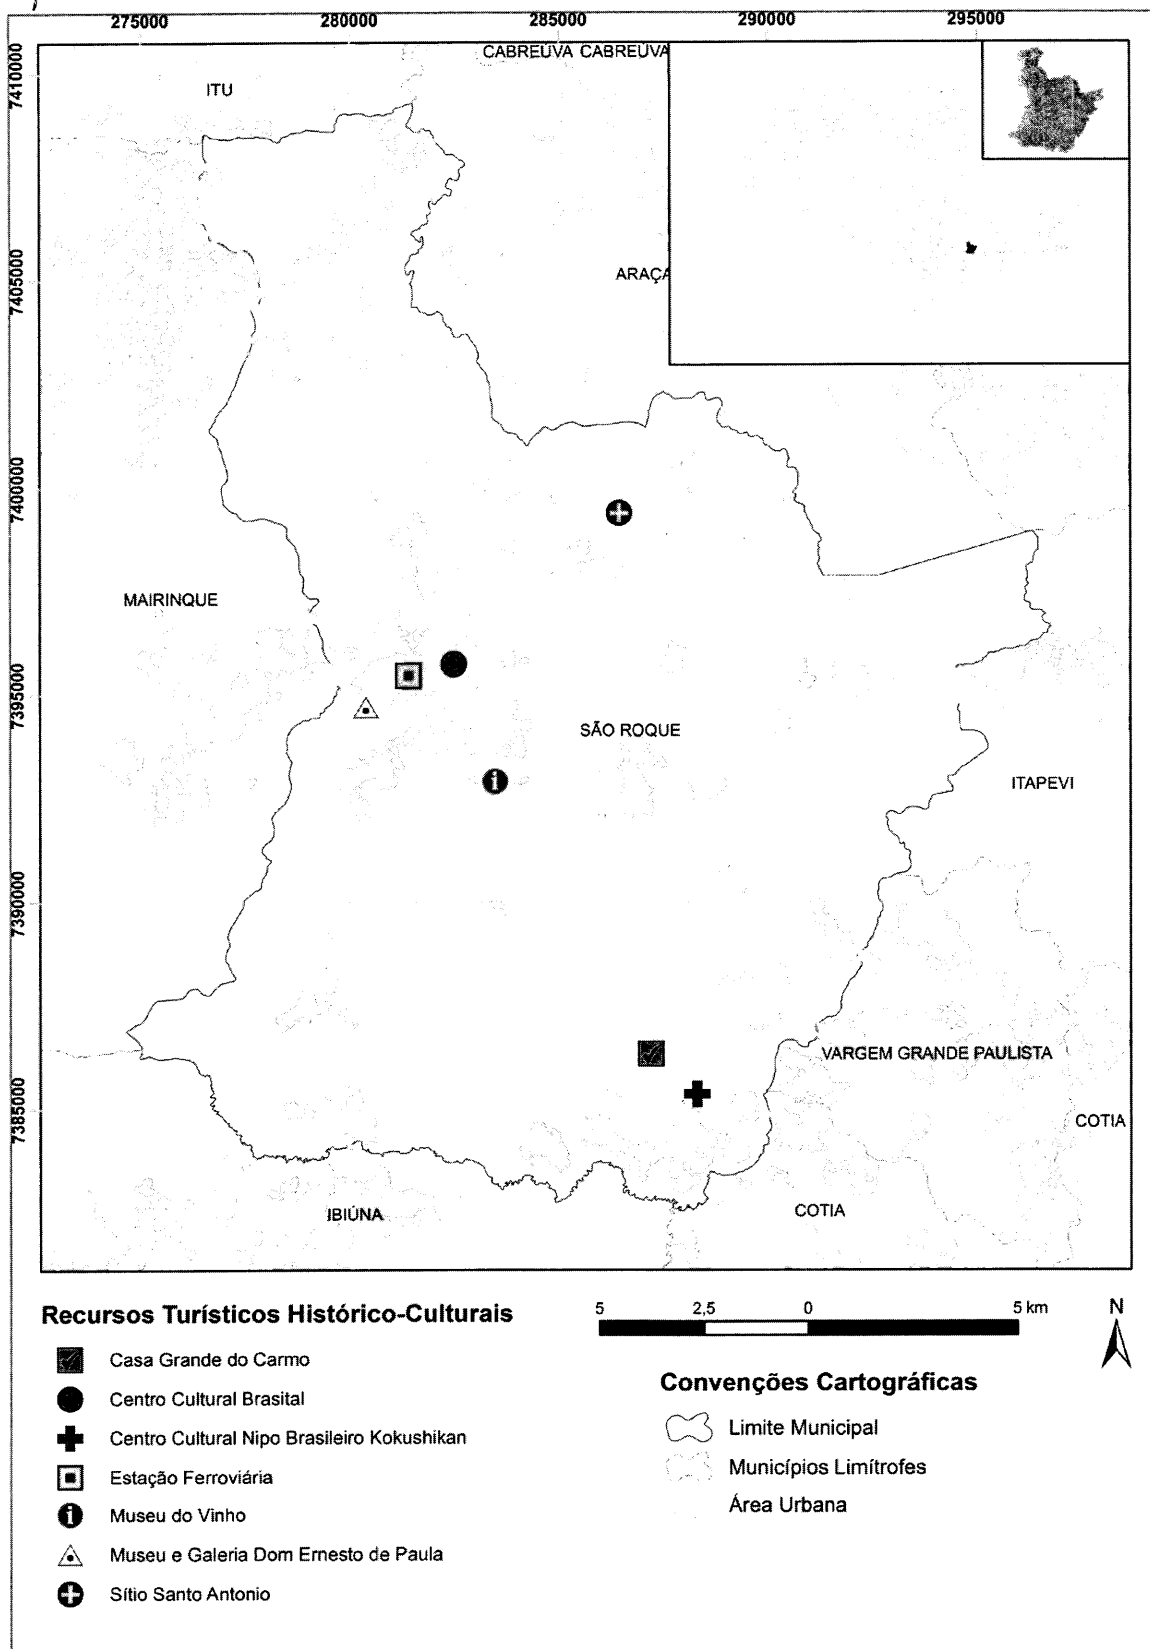 275000 280000 285000 290000 295000
CABREÚVA CABREÚVA
7410000
ITU
7405000
ARAÇA
7400000
MAIRINQUE
7395000
SÃO ROQUE
ITAPEVI
7390000
VARGEM GRANDE PAULISTA
7385000
COTIA
IBIÚNA
COTIA
Recursos Turísticos Histórico-Culturais
Casa Grande do Carmo
Centro Cultural Brasital
Centro Cultural Nipo Brasileiro Kokushikan
Estação Ferroviária
Museu do Vinho
Museu e Galeria Dom Ernesto de Paula
Sítio Santo Antonio
5 2,5 0 5 km
N
Convenções Cartográficas
Limite Municipal
Municípios Limítrofes
Área Urbana